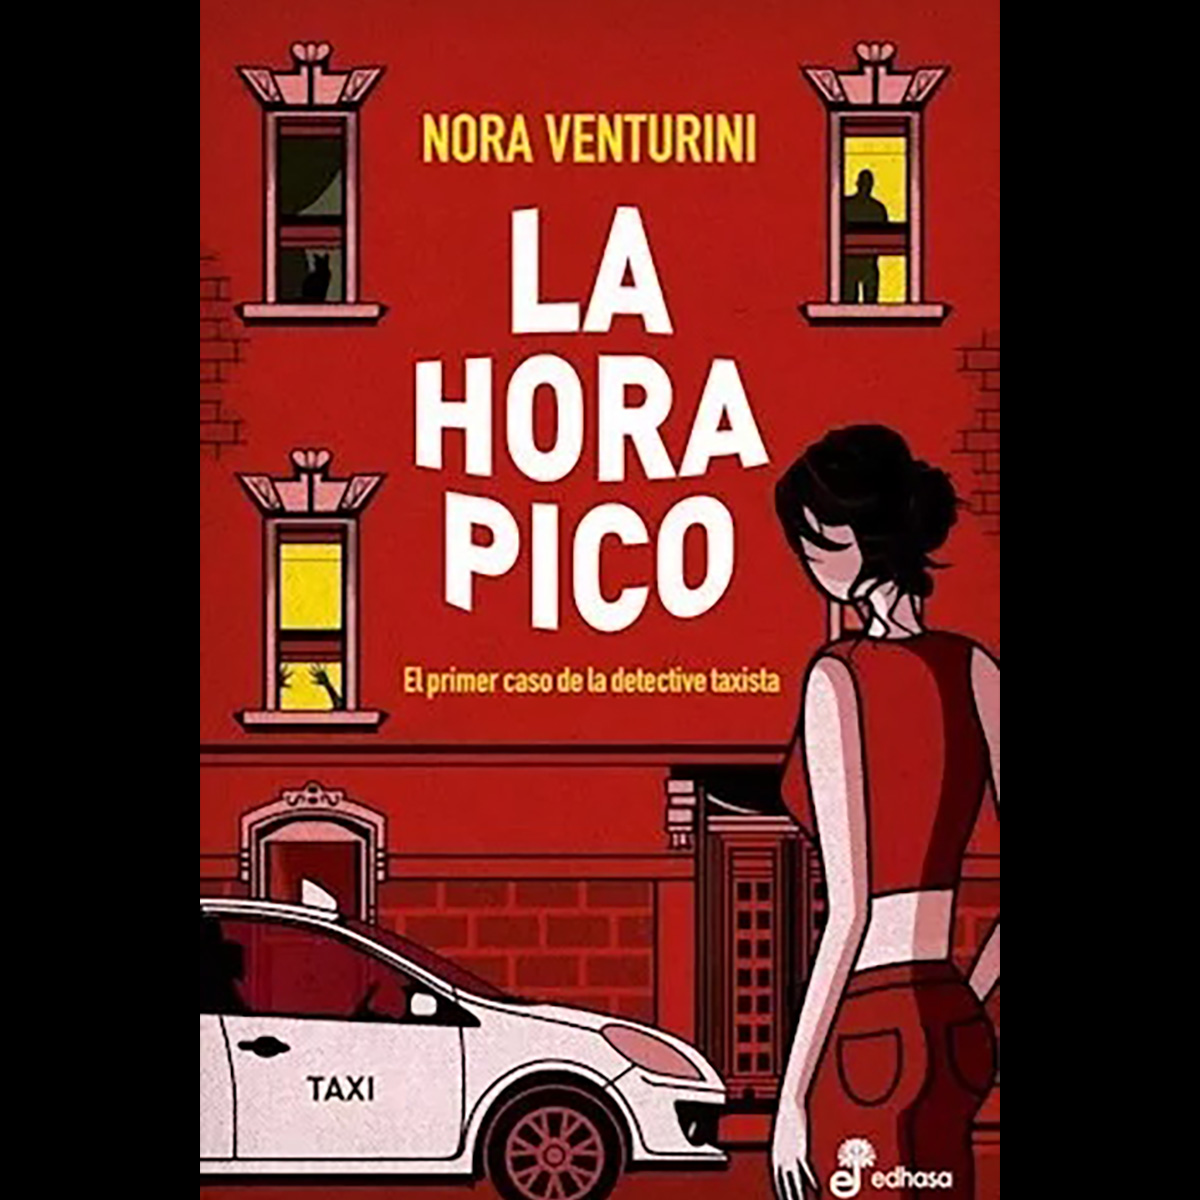 NORA VENTURINI
LA
HORA
PICO
El primer caso de la detective taxista
TAXI
edhasa